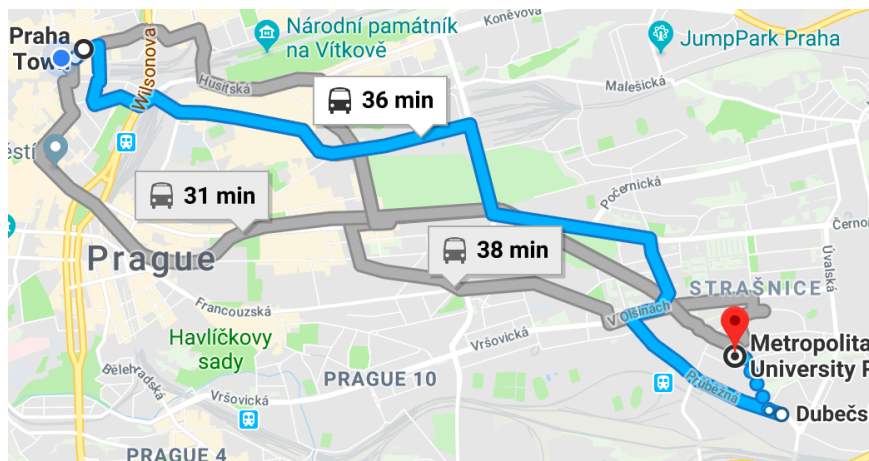 Praha
Town
Národní památník
na Vítkově
Koněvova
JumpPark Praha
Wilsonova
Husitská
Malešická
36 min
Počernická
31 min
Černo
Úvalská
Prague
38 min
STRAŠNICE
Francouzská
V Olšinách
Havlíčkovy
sady
Vršovická
Metropolita
University P
Bělehradská
PRAGUE 10
Průběžná
Vršovická
Dubečs
PRAGUE 4